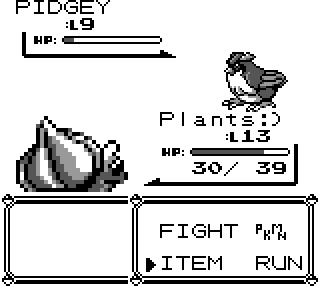 PIDGEY
:L9
HP:
Plants:)
:L13
HP:
30/ 39
FIGHT PKMN
▶ITEM RUN